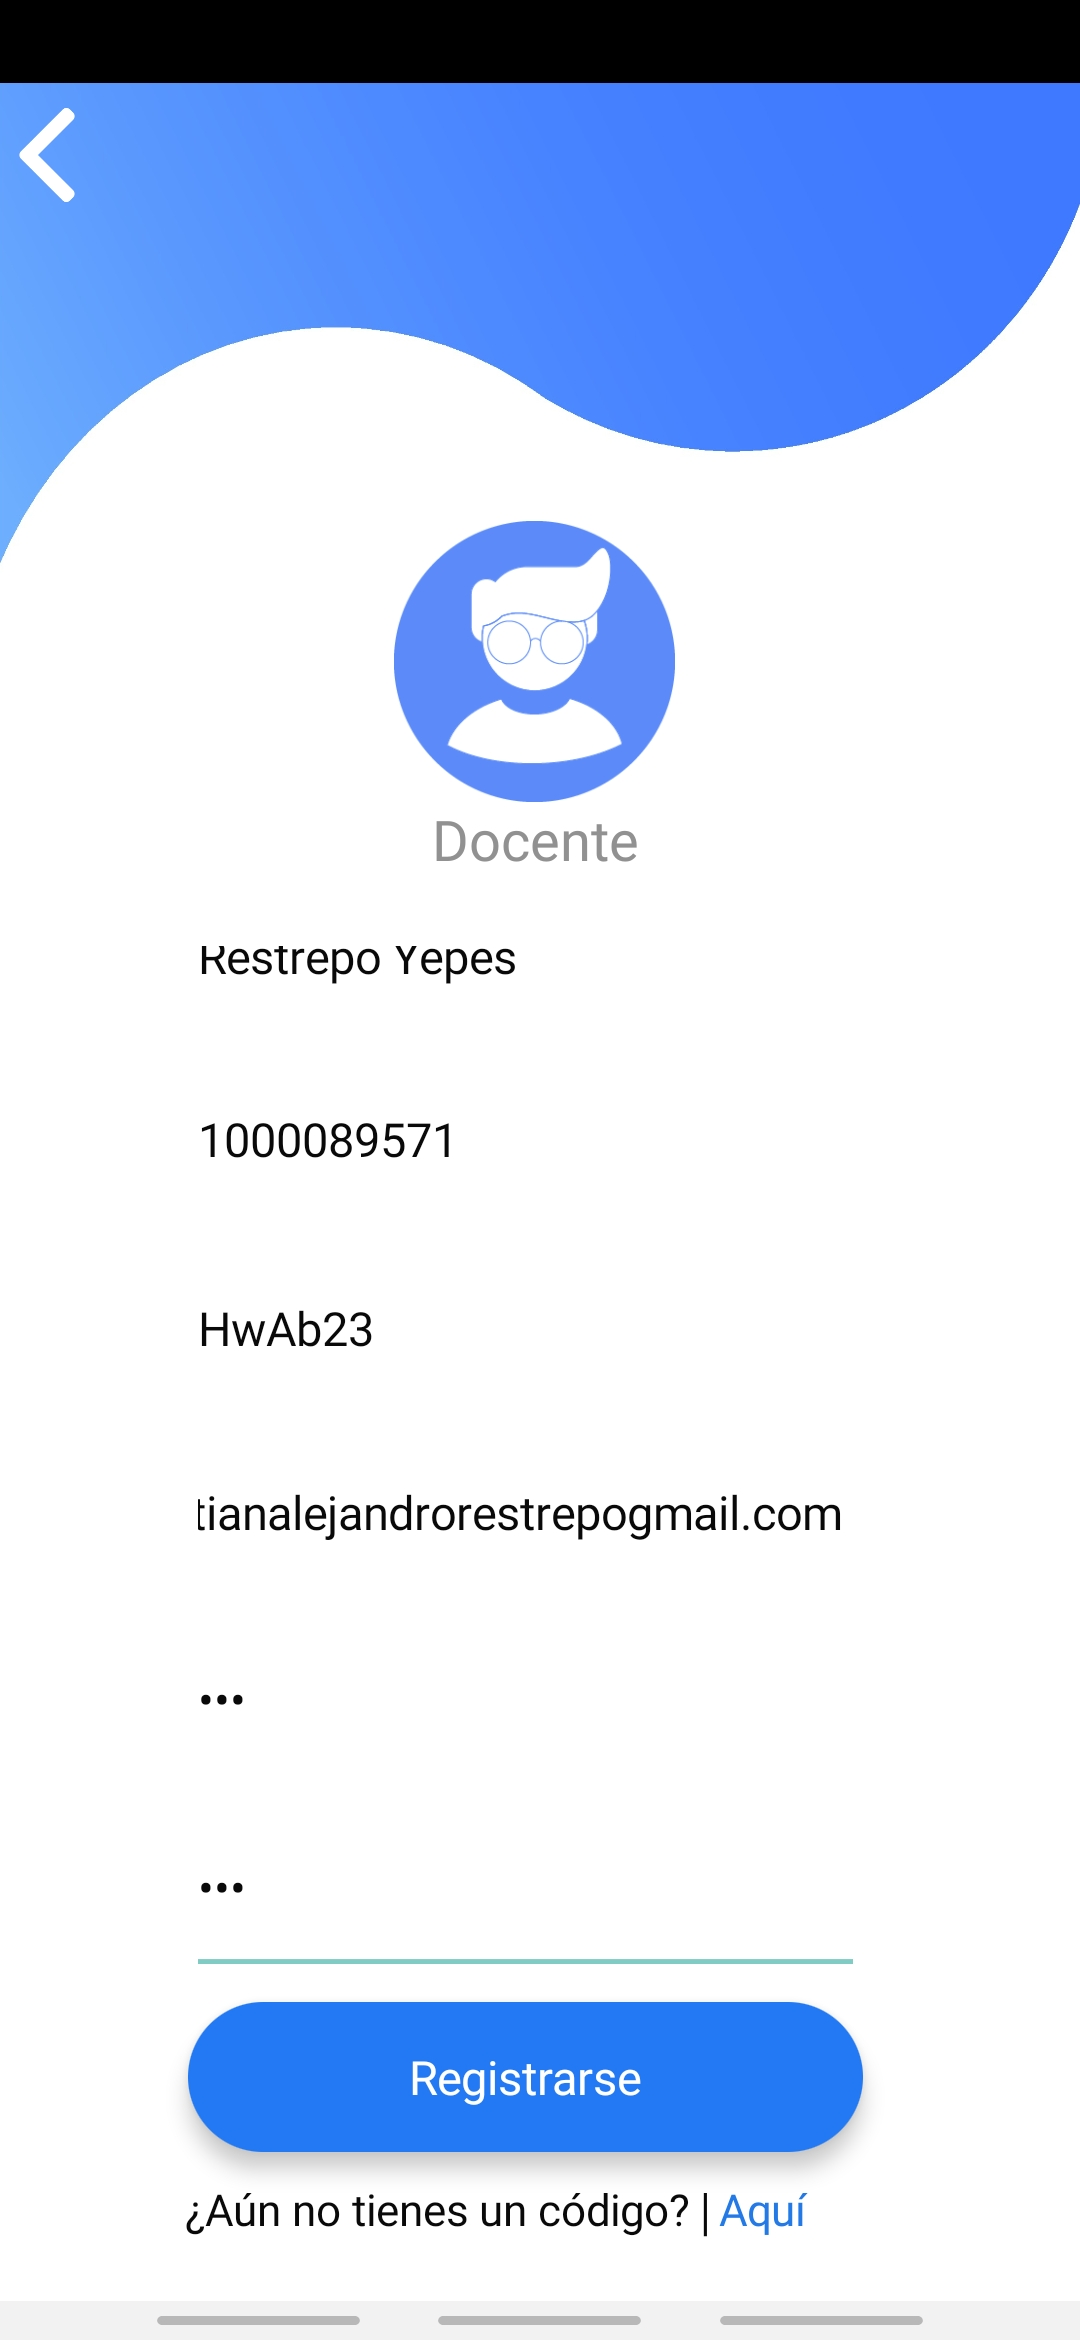 Docente
Restrepo Yepes
1000089571
HwAb23
tianalejandrorestrepogmail.com
•••
•••
Registrarse
¿Aún no tienes un código? | Aquí